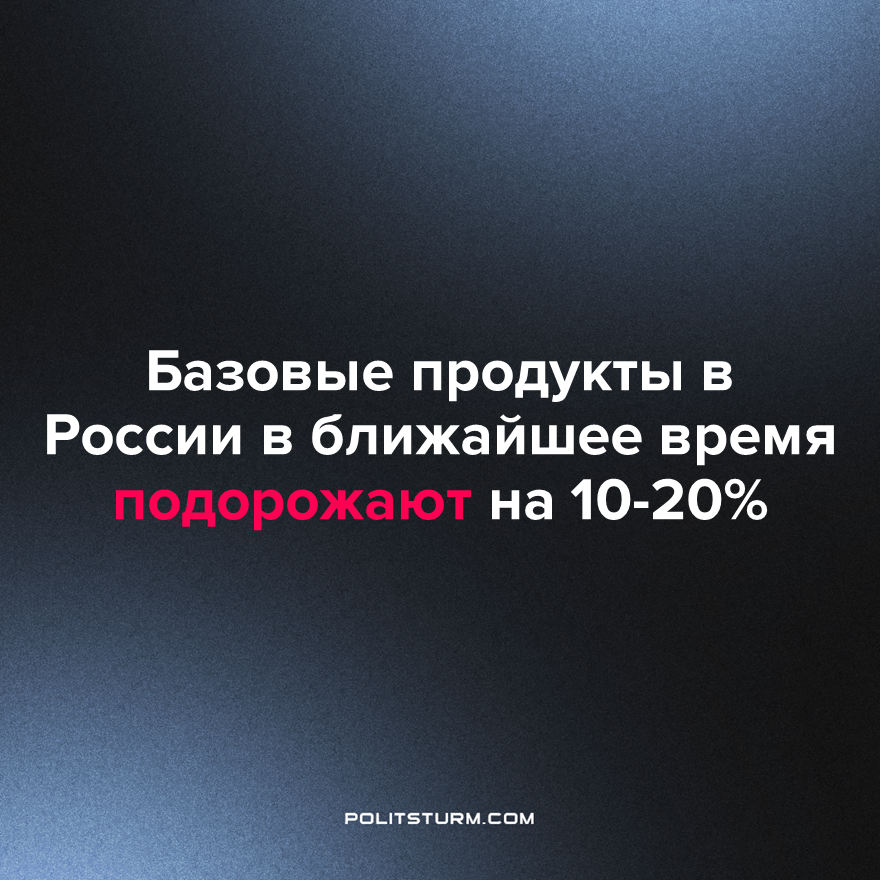 Базовые продукты в
России в ближайшее время
подорожают на 10-20%
POLITSTURM.COM